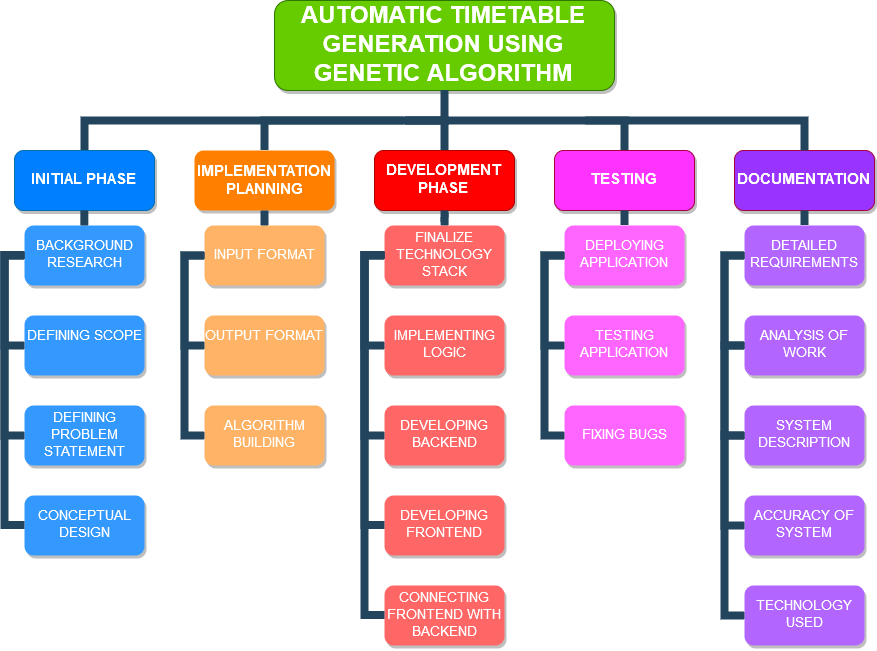 AUTOMATIC TIMETABLE
GENERATION USING
GENETIC ALGORITHM
INITIAL PHASE
BACKGROUND
RESEARCH
DEFINING SCOPE
DEFINING
PROBLEM
STATEMENT
CONCEPTUAL
DESIGN
IMPLEMENTATION
PLANNING
INPUT FORMAT
OUTPUT FORMAT
ALGORITHM
BUILDING
DEVELOPMENT
PHASE
FINALIZE
TECHNOLOGY
STACK
IMPLEMENTING
LOGIC
DEVELOPING
BACKEND
DEVELOPING
FRONTEND
CONNECTING
FRONTEND WITH
BACKEND
TESTING
DEPLOYING
APPLICATION
TESTING
APPLICATION
FIXING BUGS
DOCUMENTATION
DETAILED
REQUIREMENTS
ANALYSIS OF
WORK
SYSTEM
DESCRIPTION
ACCURACY OF
SYSTEM
TECHNOLOGY
USED